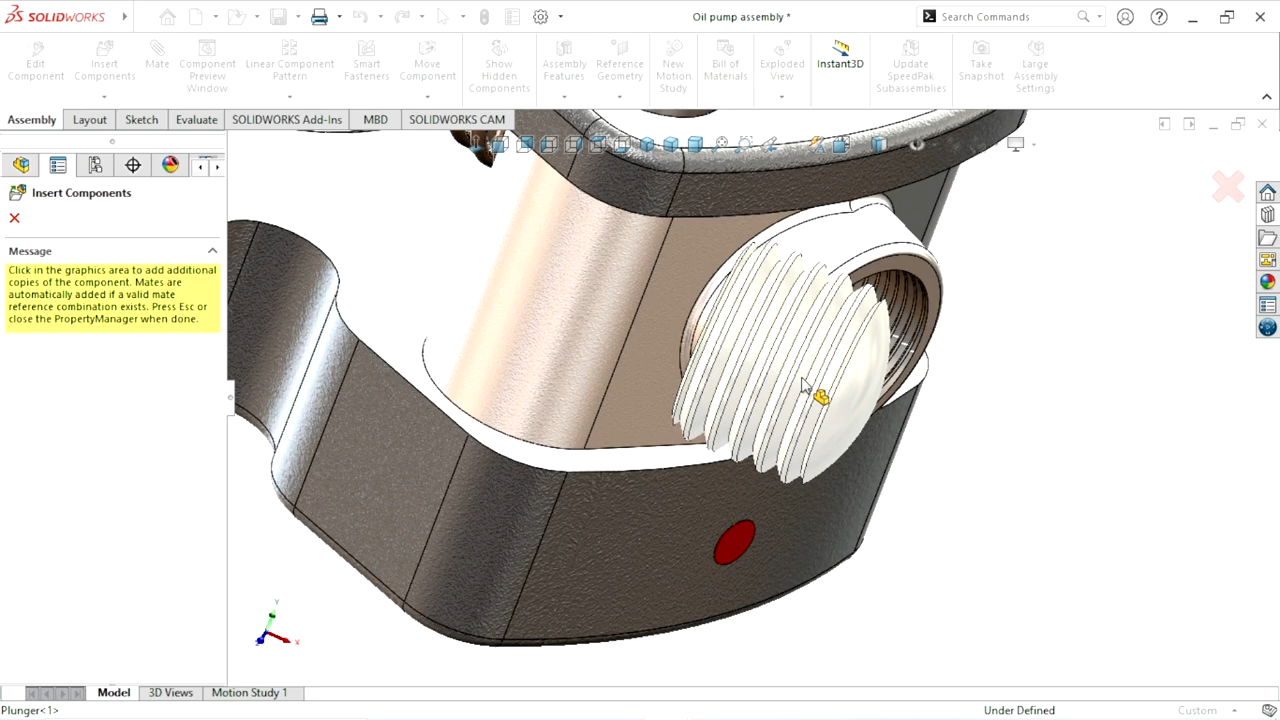 SOLIDWORKS
Oil pump assembly *
Search Commands
Edit Component
Insert Components
Mate
Component Preview Window
Linear Component Pattern
Smart Fasteners
Move Component
Show Hidden Components
Assembly Features
Reference Geometry
New Motion Study
Bill of Materials
Exploded View
Instant3D
Update SpeedPak Subassemblies
Take Snapshot
Large Assembly Settings
Assembly
Layout
Sketch
Evaluate
SOLIDWORKS Add-Ins
MBD
SOLIDWORKS CAM
Insert Components
Message
Click in the graphics area to add additional
copies of the component. Mates are
automatically added if a valid mate
reference combination exists. Press Esc or
close the PropertyManager when done.
Y
X
Z
Model
3D Views
Motion Study 1
Plunger<1>
Under Defined
Custom